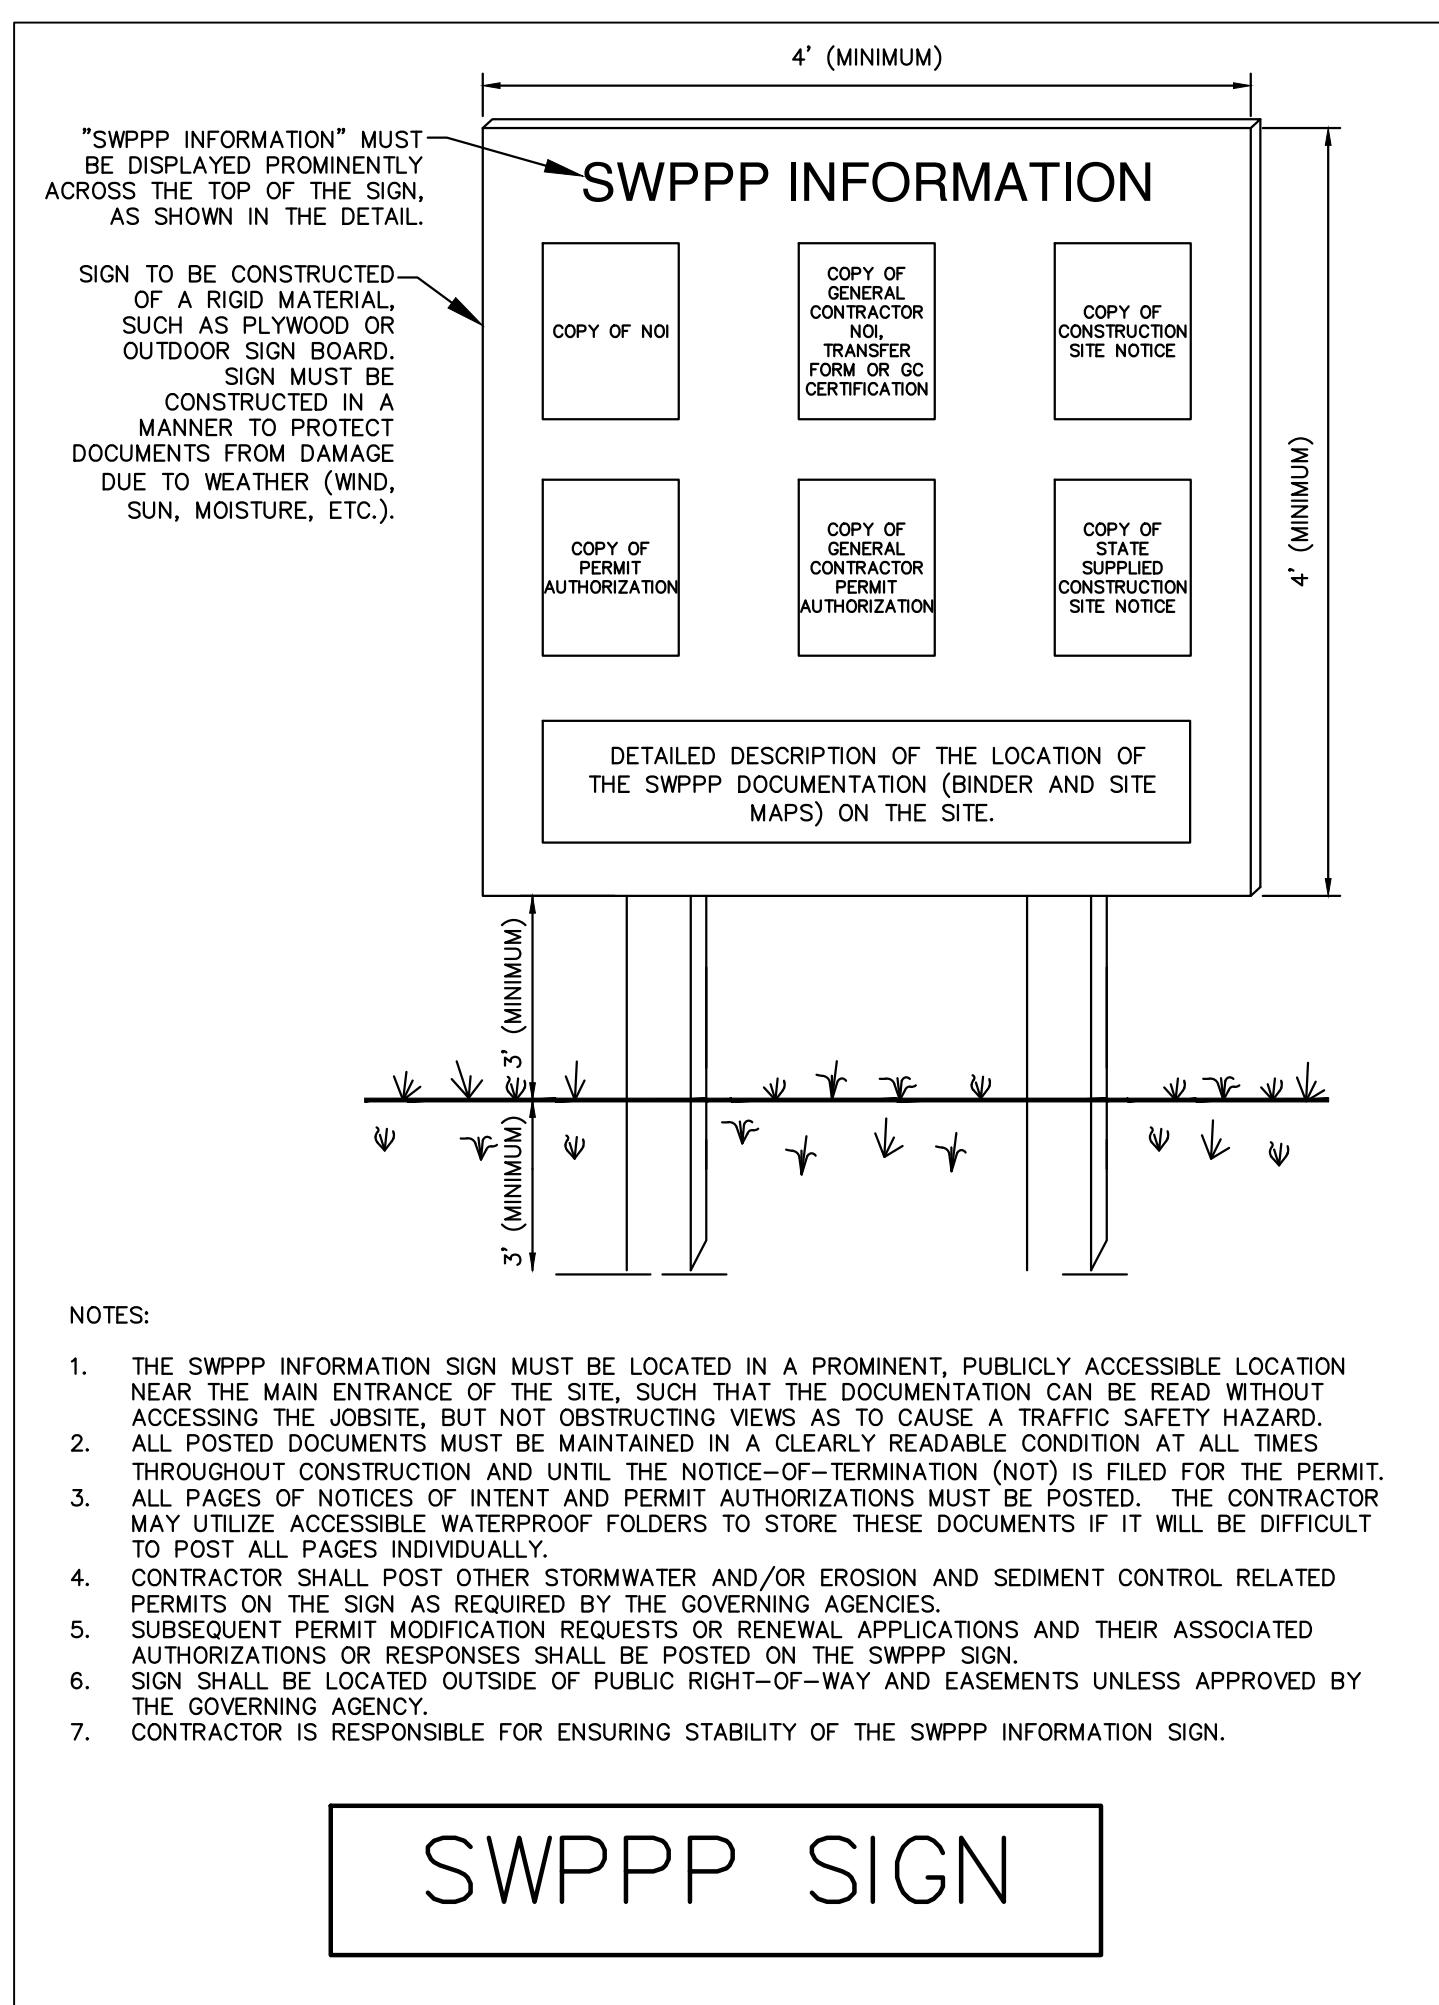 4' (MINIMUM)
"SWPPP INFORMATION" MUST
BE DISPLAYED PROMINENTLY
ACROSS THE TOP OF THE SIGN,
AS SHOWN IN THE DETAIL.
SIGN TO BE CONSTRUCTED
OF A RIGID MATERIAL,
SUCH AS PLYWOOD OR
OUTDOOR SIGN BOARD.
SIGN MUST BE
CONSTRUCTED IN A
MANNER TO PROTECT
DOCUMENTS FROM DAMAGE
DUE TO WEATHER (WIND,
SUN, MOISTURE, ETC.).
SWPPP INFORMATION
COPY OF NOI
COPY OF
GENERAL
CONTRACTOR
NOI,
TRANSFER
FORM OR GC
CERTIFICATION
COPY OF
CONSTRUCTION
SITE NOTICE
COPY OF
PERMIT
AUTHORIZATION
COPY OF
GENERAL
CONTRACTOR
PERMIT
AUTHORIZATION
COPY OF
STATE
SUPPLIED
CONSTRUCTION
SITE NOTICE
DETAILED DESCRIPTION OF THE LOCATION OF
THE SWPPP DOCUMENTATION (BINDER AND SITE
MAPS) ON THE SITE.
4' (MINIMUM)
3' (MINIMUM)
3' (MINIMUM)
NOTES:
1. THE SWPPP INFORMATION SIGN MUST BE LOCATED IN A PROMINENT, PUBLICLY ACCESSIBLE LOCATION
NEAR THE MAIN ENTRANCE OF THE SITE, SUCH THAT THE DOCUMENTATION CAN BE READ WITHOUT
ACCESSING THE JOBSITE, BUT NOT OBSTRUCTING VIEWS AS TO CAUSE A TRAFFIC SAFETY HAZARD.
2. ALL POSTED DOCUMENTS MUST BE MAINTAINED IN A CLEARLY READABLE CONDITION AT ALL TIMES
THROUGHOUT CONSTRUCTION AND UNTIL THE NOTICE-OF-TERMINATION (NOT) IS FILED FOR THE PERMIT.
3. ALL PAGES OF NOTICES OF INTENT AND PERMIT AUTHORIZATIONS MUST BE POSTED. THE CONTRACTOR
MAY UTILIZE ACCESSIBLE WATERPROOF FOLDERS TO STORE THESE DOCUMENTS IF IT WILL BE DIFFICULT
TO POST ALL PAGES INDIVIDUALLY.
4. CONTRACTOR SHALL POST OTHER STORMWATER AND/OR EROSION AND SEDIMENT CONTROL RELATED
PERMITS ON THE SIGN AS REQUIRED BY THE GOVERNING AGENCIES.
5. SUBSEQUENT PERMIT MODIFICATION REQUESTS OR RENEWAL APPLICATIONS AND THEIR ASSOCIATED
AUTHORIZATIONS OR RESPONSES SHALL BE POSTED ON THE SWPPP SIGN.
6. SIGN SHALL BE LOCATED OUTSIDE OF PUBLIC RIGHT-OF-WAY AND EASEMENTS UNLESS APPROVED BY
THE GOVERNING AGENCY.
7. CONTRACTOR IS RESPONSIBLE FOR ENSURING STABILITY OF THE SWPPP INFORMATION SIGN.
SWPPP SIGN